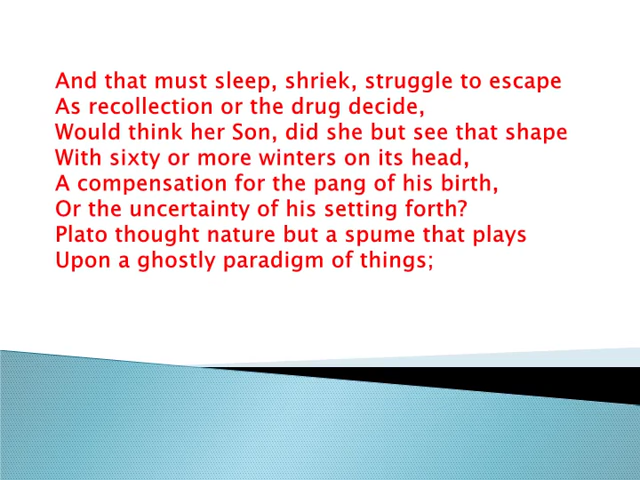 And that must sleep, shriek, struggle to escape
As recollection or the drug decide,
Would think her Son, did she but see that shape
With sixty or more winters on its head,
A compensation for the pang of his birth,
Or the uncertainty of his setting forth?
Plato thought nature but a spume that plays
Upon a ghostly paradigm of things;